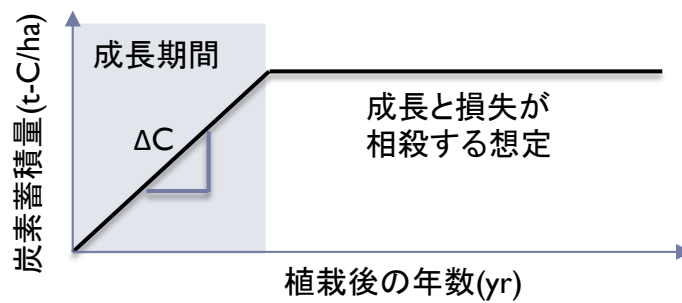 炭素蓄積量(t-C/ha)
成長期間
ΔC
成長と損失が
相殺する想定
植栽後の年数(yr)